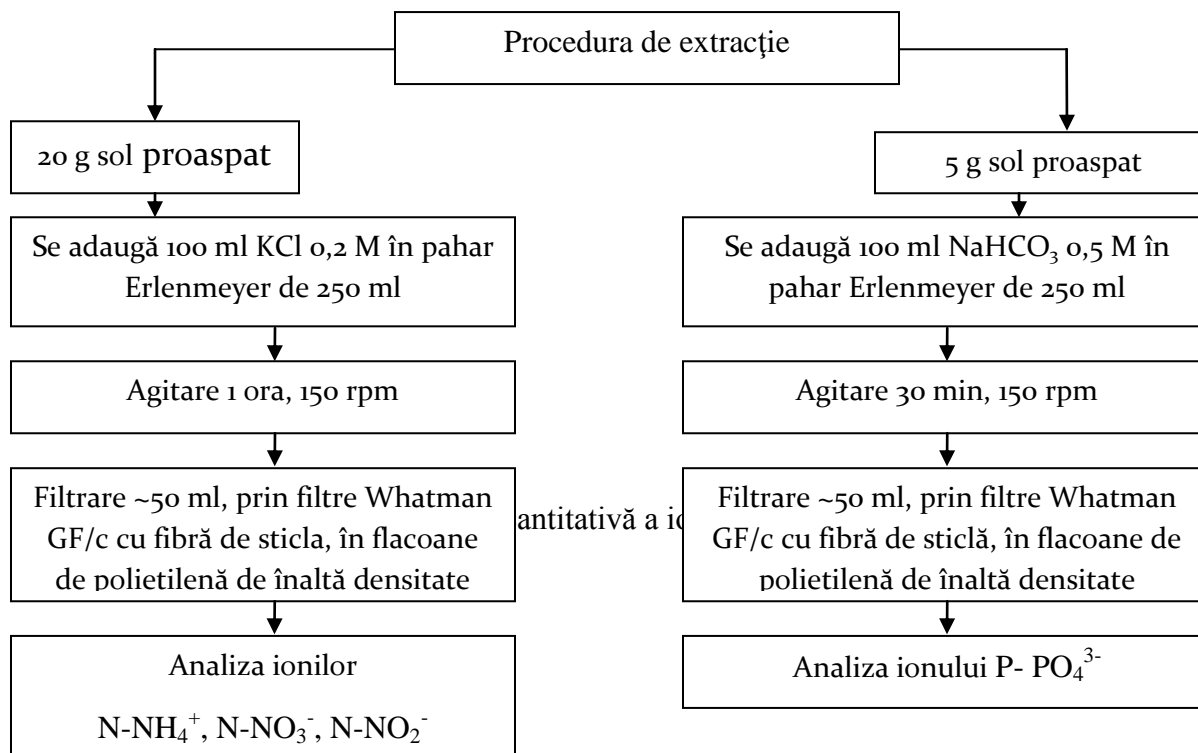 Procedura de extracţie
20 g sol proaspat
5 g sol proaspat
Se adaugă 100 ml KCl 0,2 M în pahar
Erlenmeyer de 250 ml
Se adaugă 100 ml NaHCO₃ 0,5 M în
pahar Erlenmeyer de 250 ml
Agitare 1 ora, 150 rpm
Agitare 30 min, 150 rpm
Filtrare ~50 ml, prin filtre Whatman
GF/c cu fibră de sticla, în flacoane
de polietilenă de înaltă densitate
antitativă a
Filtrare ~50 ml, prin filtre Whatman
GF/c cu fibră de sticlă, în flacoane de
polietilenă de înaltă densitate
Analiza ionilor
N-NH₄⁺, N-NO₃⁻, N-NO₂⁻
Analiza ionului P- PO₄³⁻